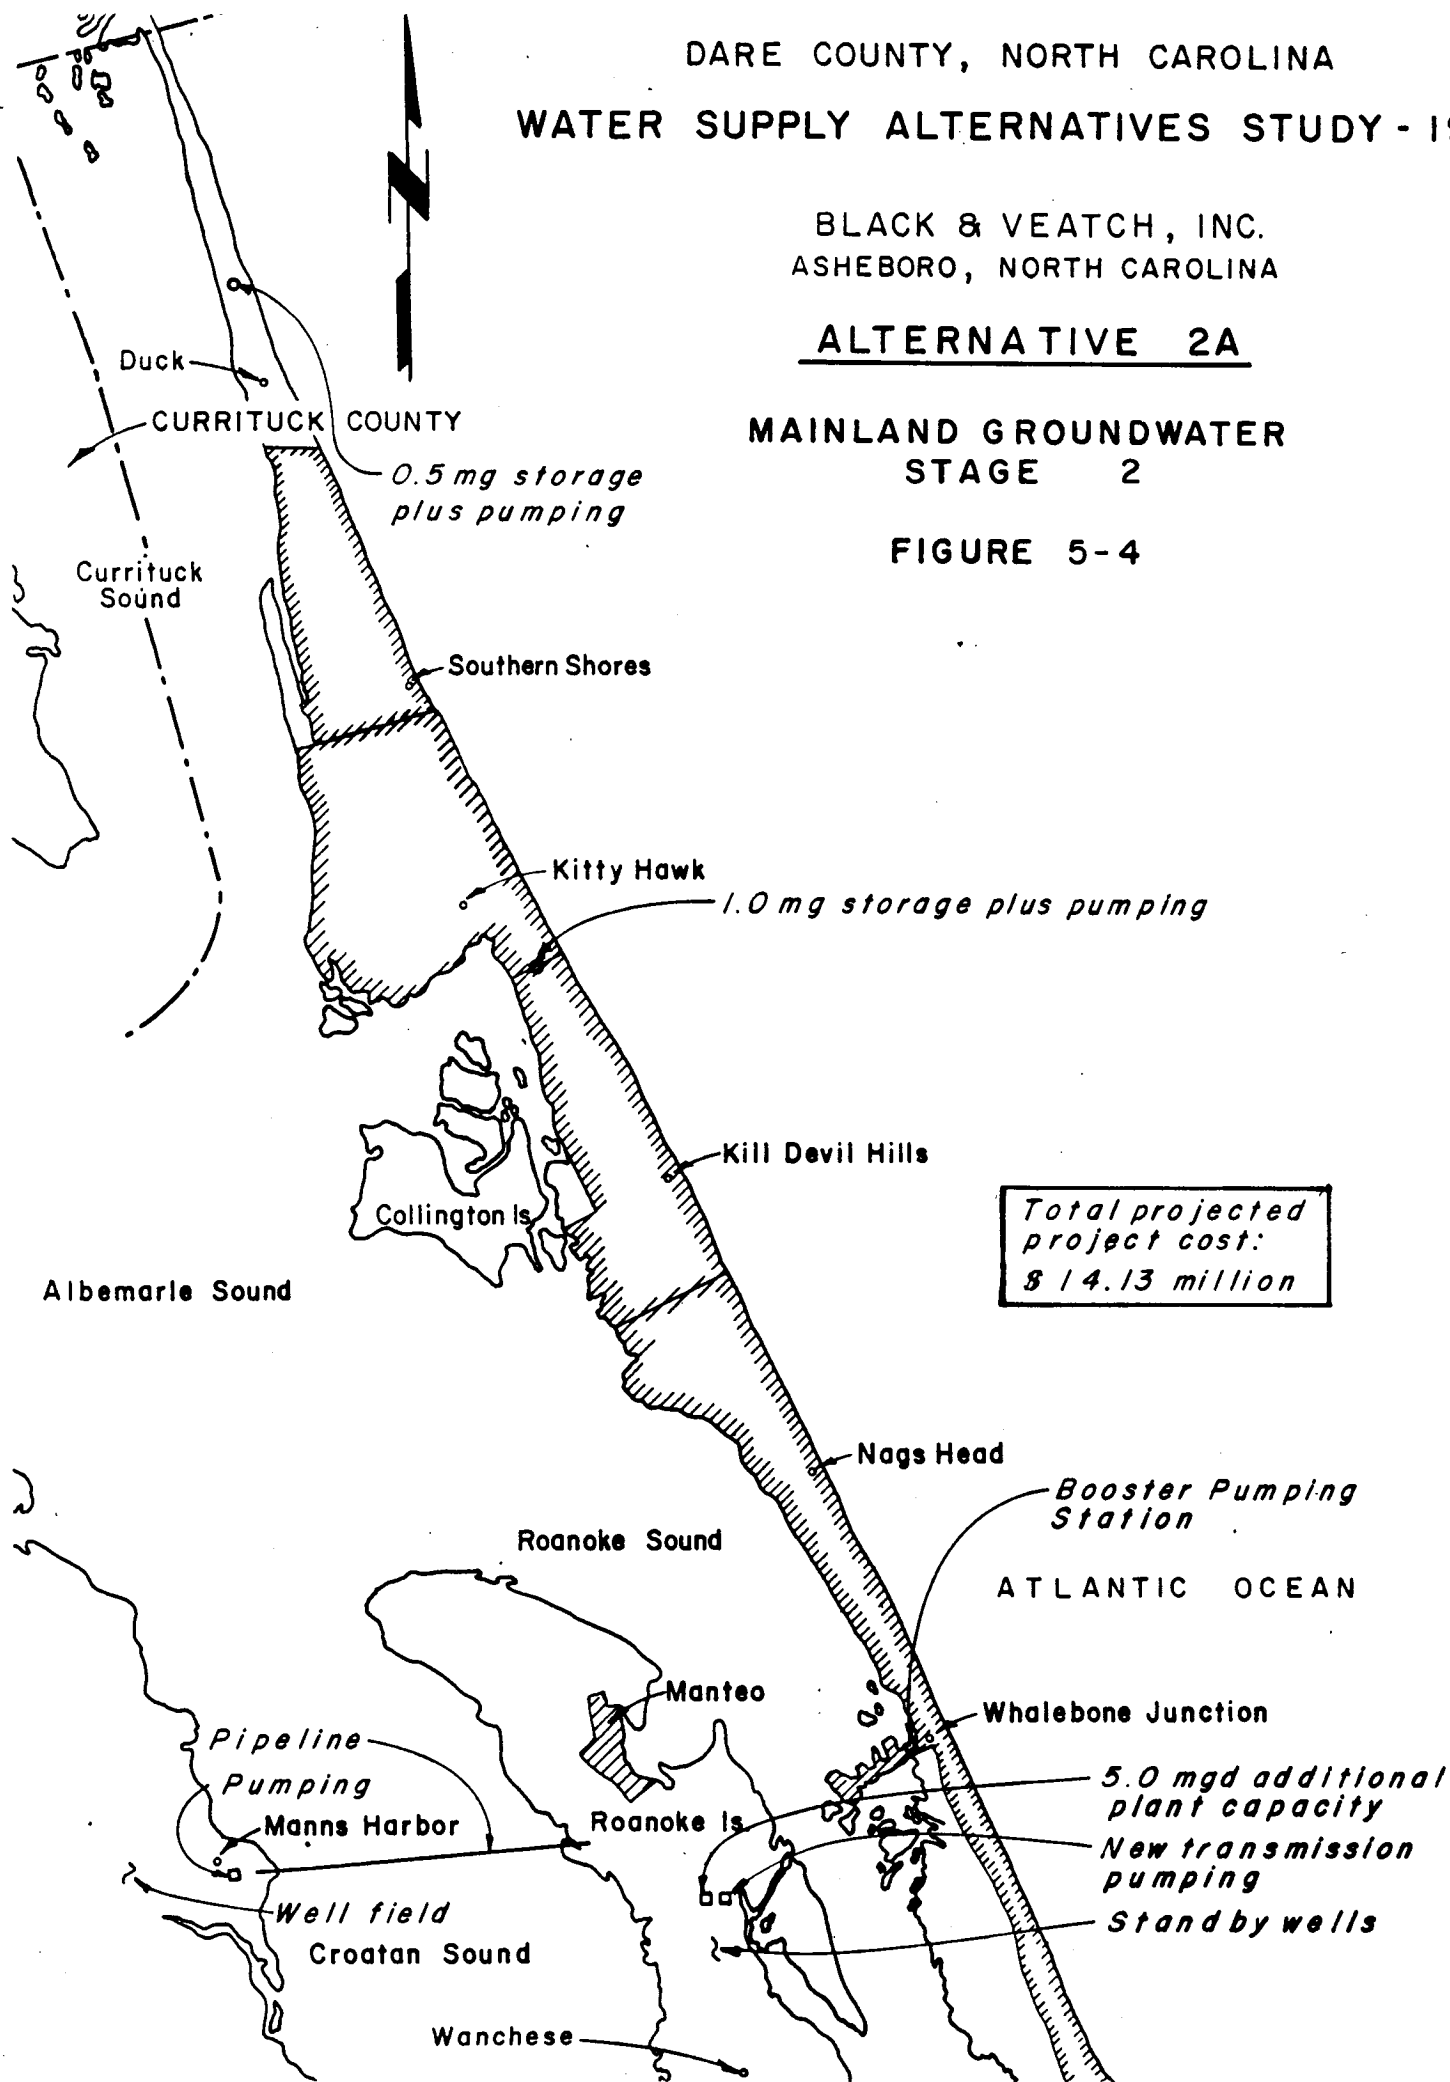 DARE COUNTY, NORTH CAROLINA
WATER SUPPLY ALTERNATIVES STUDY - 
BLACK & VEATCH, INC.
ASHEBORO, NORTH CAROLINA
ALTERNATIVE 2A
MAINLAND GROUNDWATER
STAGE 2
FIGURE 5-4
N
Duck
CURRITUCK COUNTY
0.5 mg storage
plus pumping
Currituck
Sound
Southern Shores
Kitty Hawk
1.0 mg storage plus pumping
Kill Devil Hills
Collington Is.
Total projected
project cost:
$ 14.13 million
Albemarle Sound
Nags Head
Booster Pumping
Station
Roanoke Sound
ATLANTIC OCEAN
Manteo
Whalebone Junction
Pipeline
Pumping
5.0 mgd additional
plant capacity
Manns Harbor
Roanoke Is.
New transmission
pumping
Well field
Standby wells
Croatan Sound
Wanchese